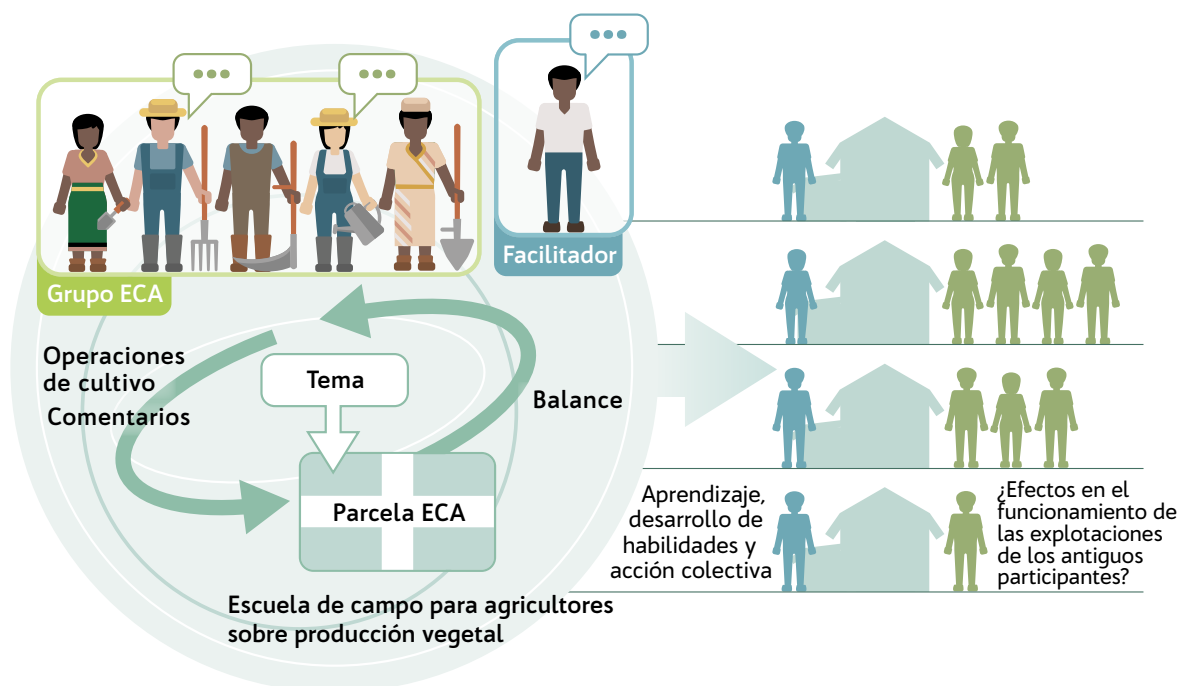 Facilitador
Grupo ECA
Operaciones
de cultivo
Comentarios
Tema
Balance
Parcela ECA
Escuela de campo para agricultores
sobre producción vegetal
Aprendizaje,
desarrollo de
habilidades y
acción colectiva
¿Efectos en el
funcionamiento de
las explotaciones
de los antiguos
participantes?